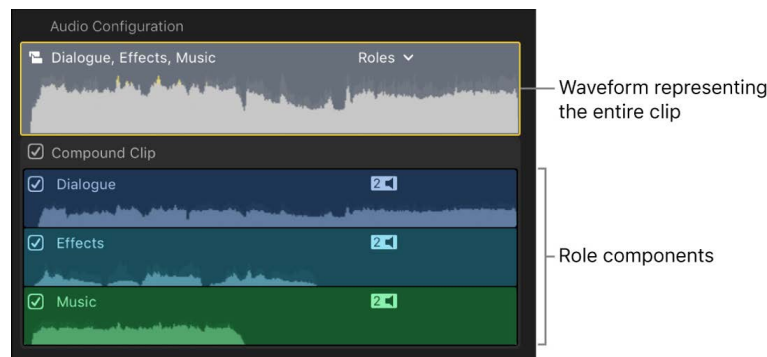 Audio Configuration
Dialogue, Effects, Music Roles
Waveform representing
the entire clip
Compound Clip
Dialogue 2
Effects 2
Role components
Music 2